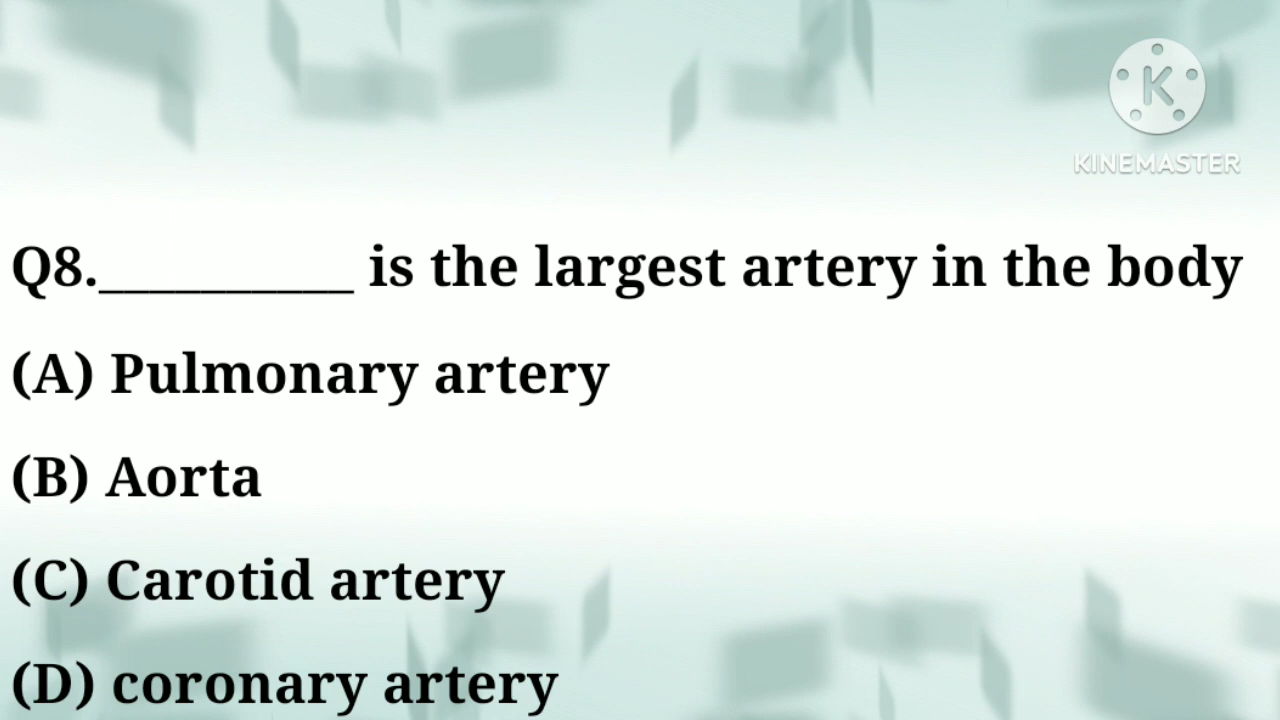 KINEMASTER
Q8.__________ is the largest artery in the body
(A) Pulmonary artery
(B) Aorta
(C) Carotid artery
(D) coronary artery